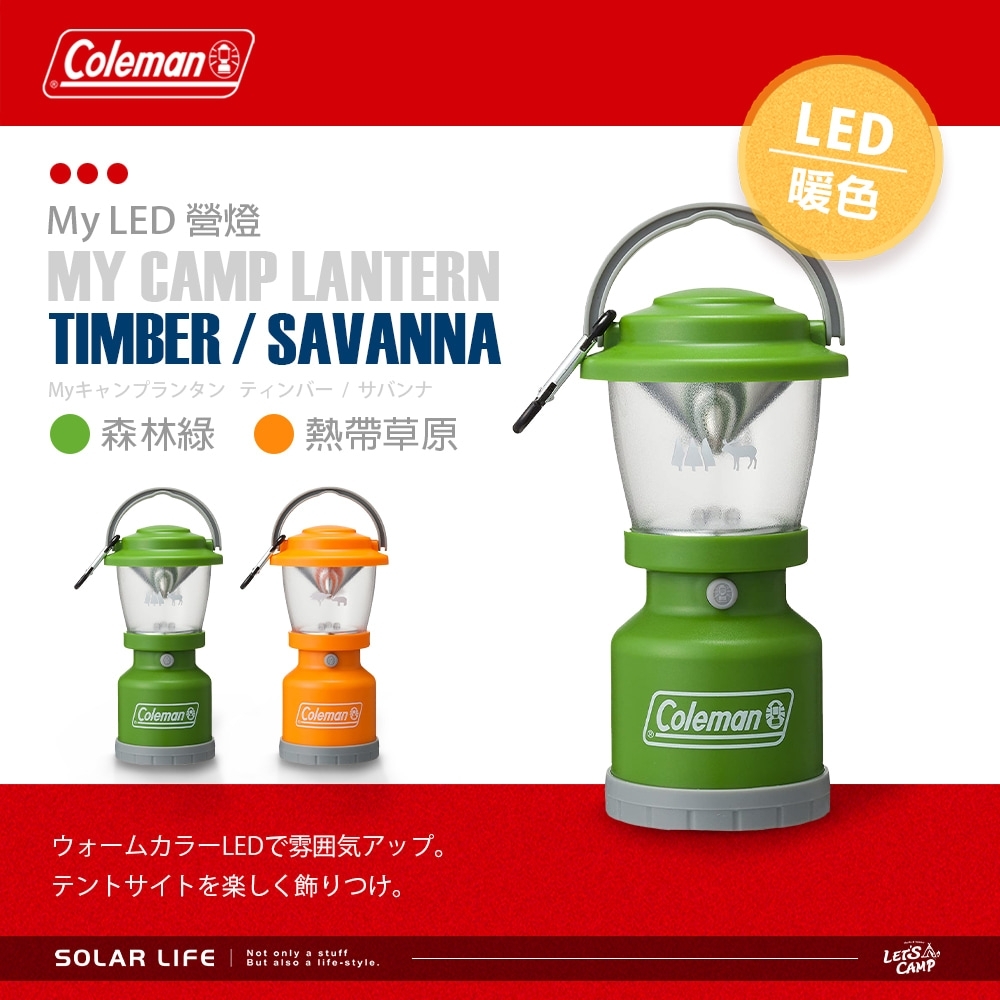 Coleman
LED
暖色
My LED 營燈
MY CAMP LANTERN
TIMBER / SAVANNA
Myキャンプランタン ティンバー / サバンナ
森林綠 熱帶草原
Coleman
Coleman
Coleman
ウォームカラーLEDで雰囲気アップ。
テントサイトを楽しく飾りつけ。
SOLAR LIFE
Not only a stuff
But also a life-style.
LET'S
CAMP